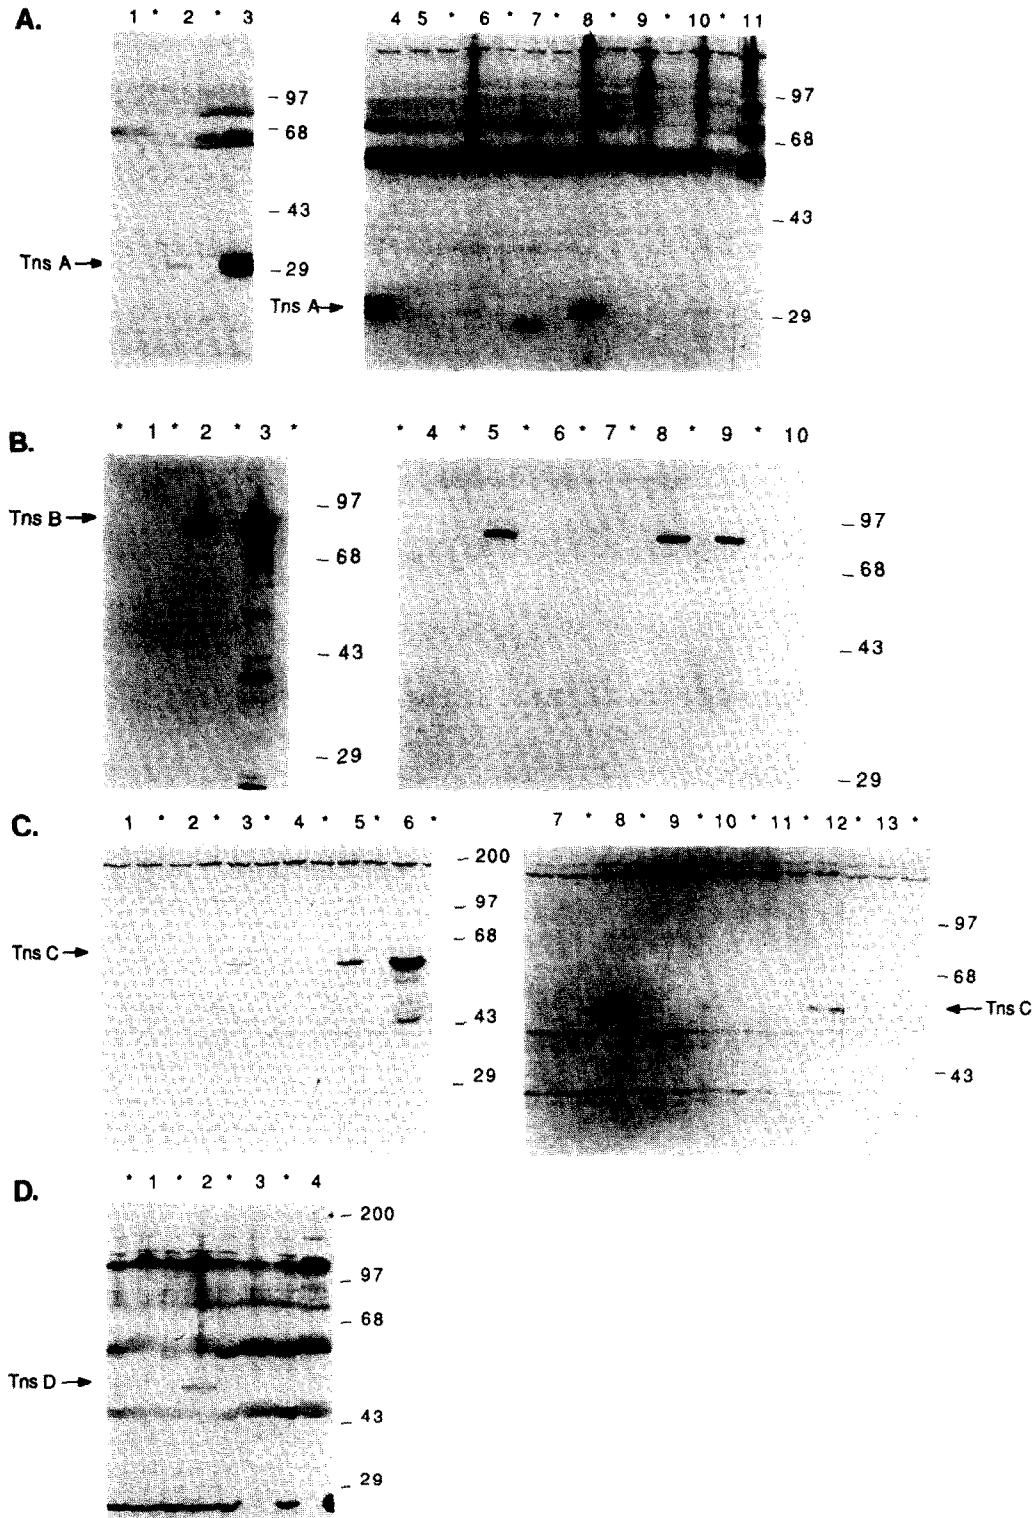 A.
1 * 2 * 3
4 5 * 6 * 7 * 8 * 9 * 10 * 11
- 97
- 68
- 43
- 29
Tns A →
- 97
- 68
- 43
- 29
Tns A →
B.
* 1 * 2 * 3 *
* 4 * 5 * 6 * 7 * 8 * 9 * 10
- 97
- 68
- 43
- 29
Tns B →
- 97
- 68
- 43
- 29
C.
1 * 2 * 3 * 4 * 5 * 6 *
7 * 8 * 9 * 10 * 11 * 12 * 13 *
- 200
- 97
- 68
- 43
- 29
Tns C →
- 97
- 68
- 43
← Tns C
D.
* 1 * 2 * 3 * 4
- 200
- 97
- 68
- 43
- 29
Tns D →